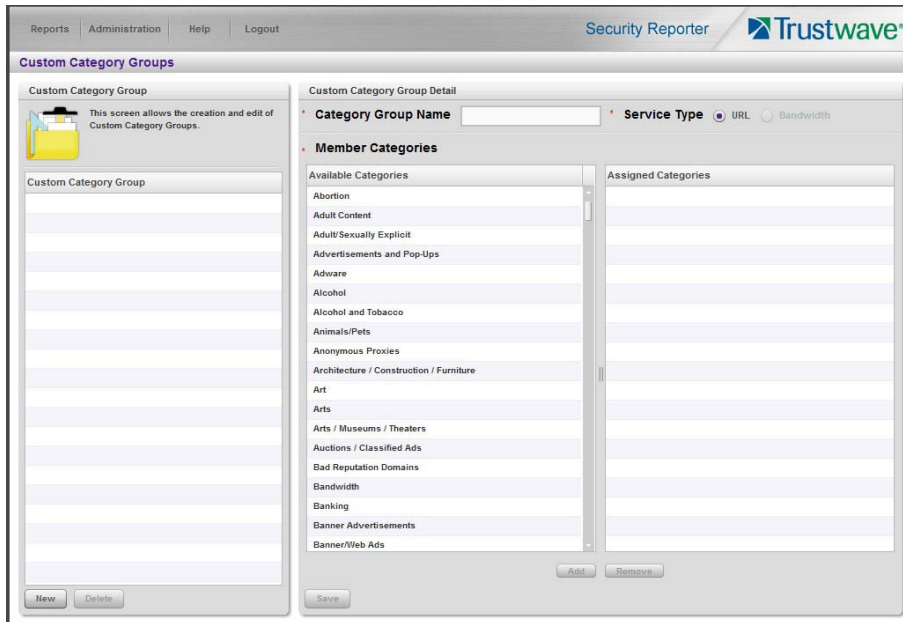 Reports Administration Help Logout
Security Reporter Trustwave®
Custom Category Groups
Custom Category Group
This screen allows the creation and edit of
Custom Category Groups.
Custom Category Group
New Delete
Custom Category Group Detail
* Category Group Name * Service Type URL Bandwidth
* Member Categories
Available Categories
Abortion
Adult Content
Adult/Sexually Explicit
Advertisements and Pop-Ups
Adware
Alcohol
Alcohol and Tobacco
Animals/Pets
Anonymous Proxies
Architecture / Construction / Furniture
Art
Arts
Arts / Museums / Theaters
Auctions / Classified Ads
Bad Reputation Domains
Bandwidth
Banking
Banner Advertisements
Banner/Web Ads
Assigned Categories
Add Remove
Save